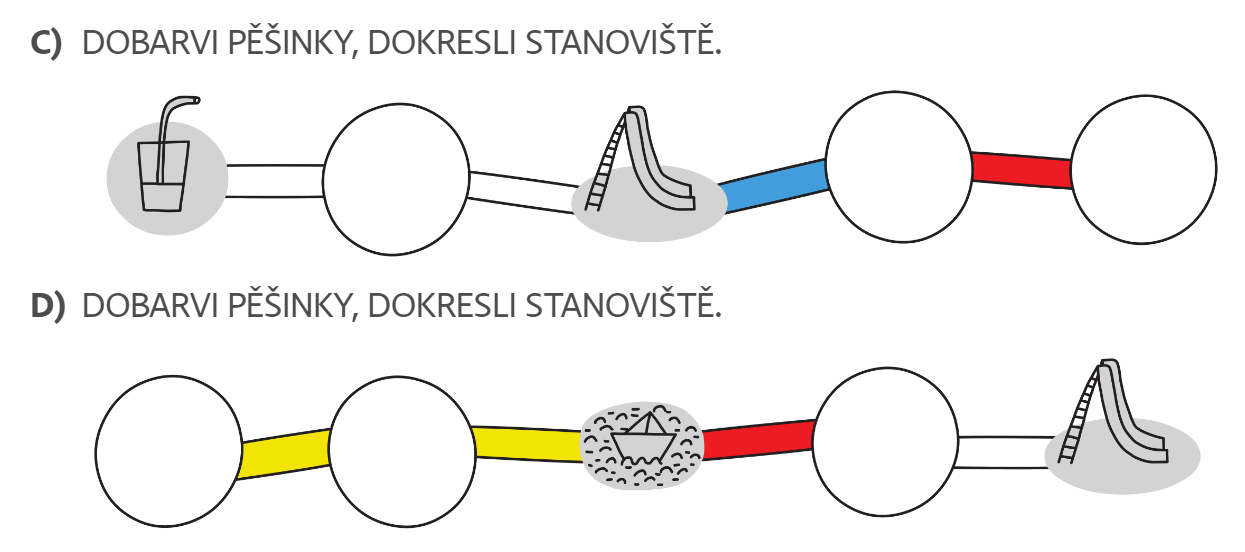 C) DOBARVI PĚŠINKY, DOKRESLI STANOVIŠTĚ.
D) DOBARVI PĚŠINKY, DOKRESLI STANOVIŠTĚ.